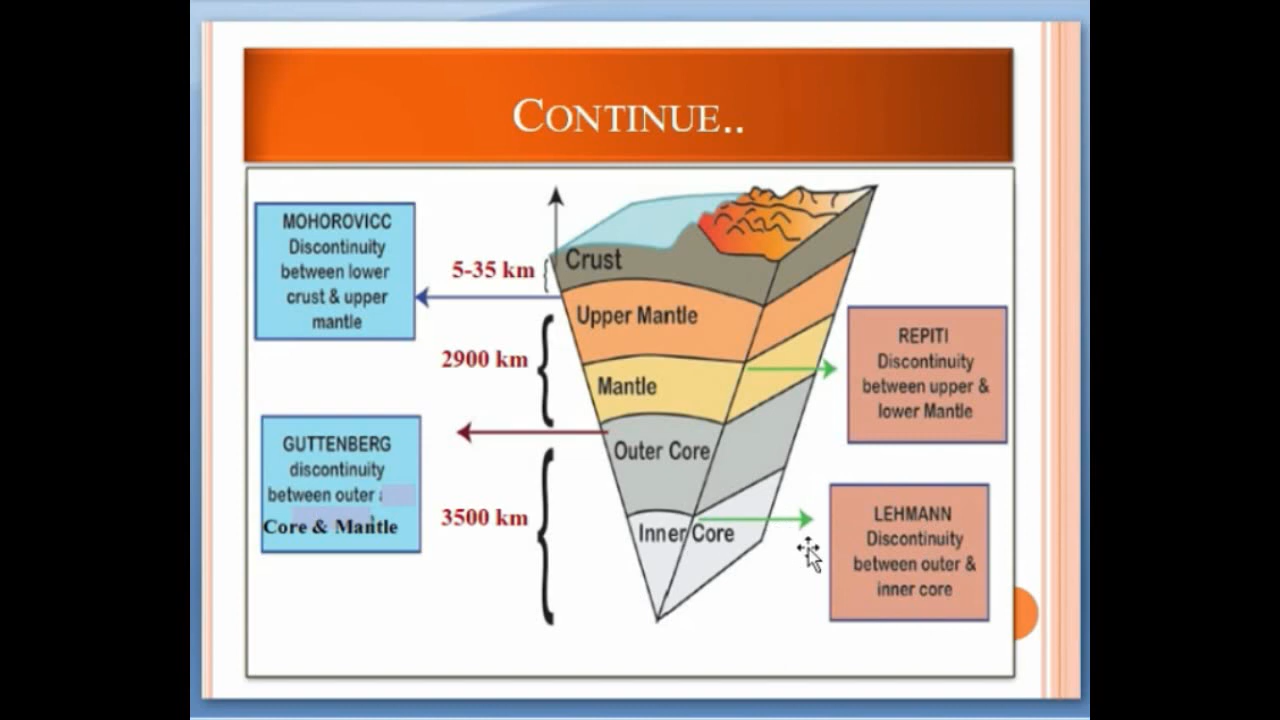 CONTINUE..
MOHOROVICC
Discontinuity
between lower
crust & upper
mantle
5-35 km
Crust
Upper Mantle
2900 km
Mantle
REPITI
Discontinuity
between upper &
lower Mantle
GUTTENBERG
discontinuity
between outer
Core & Mantle
Outer Core
3500 km
Inner Core
LEHMANN
Discontinuity
between outer &
inner core